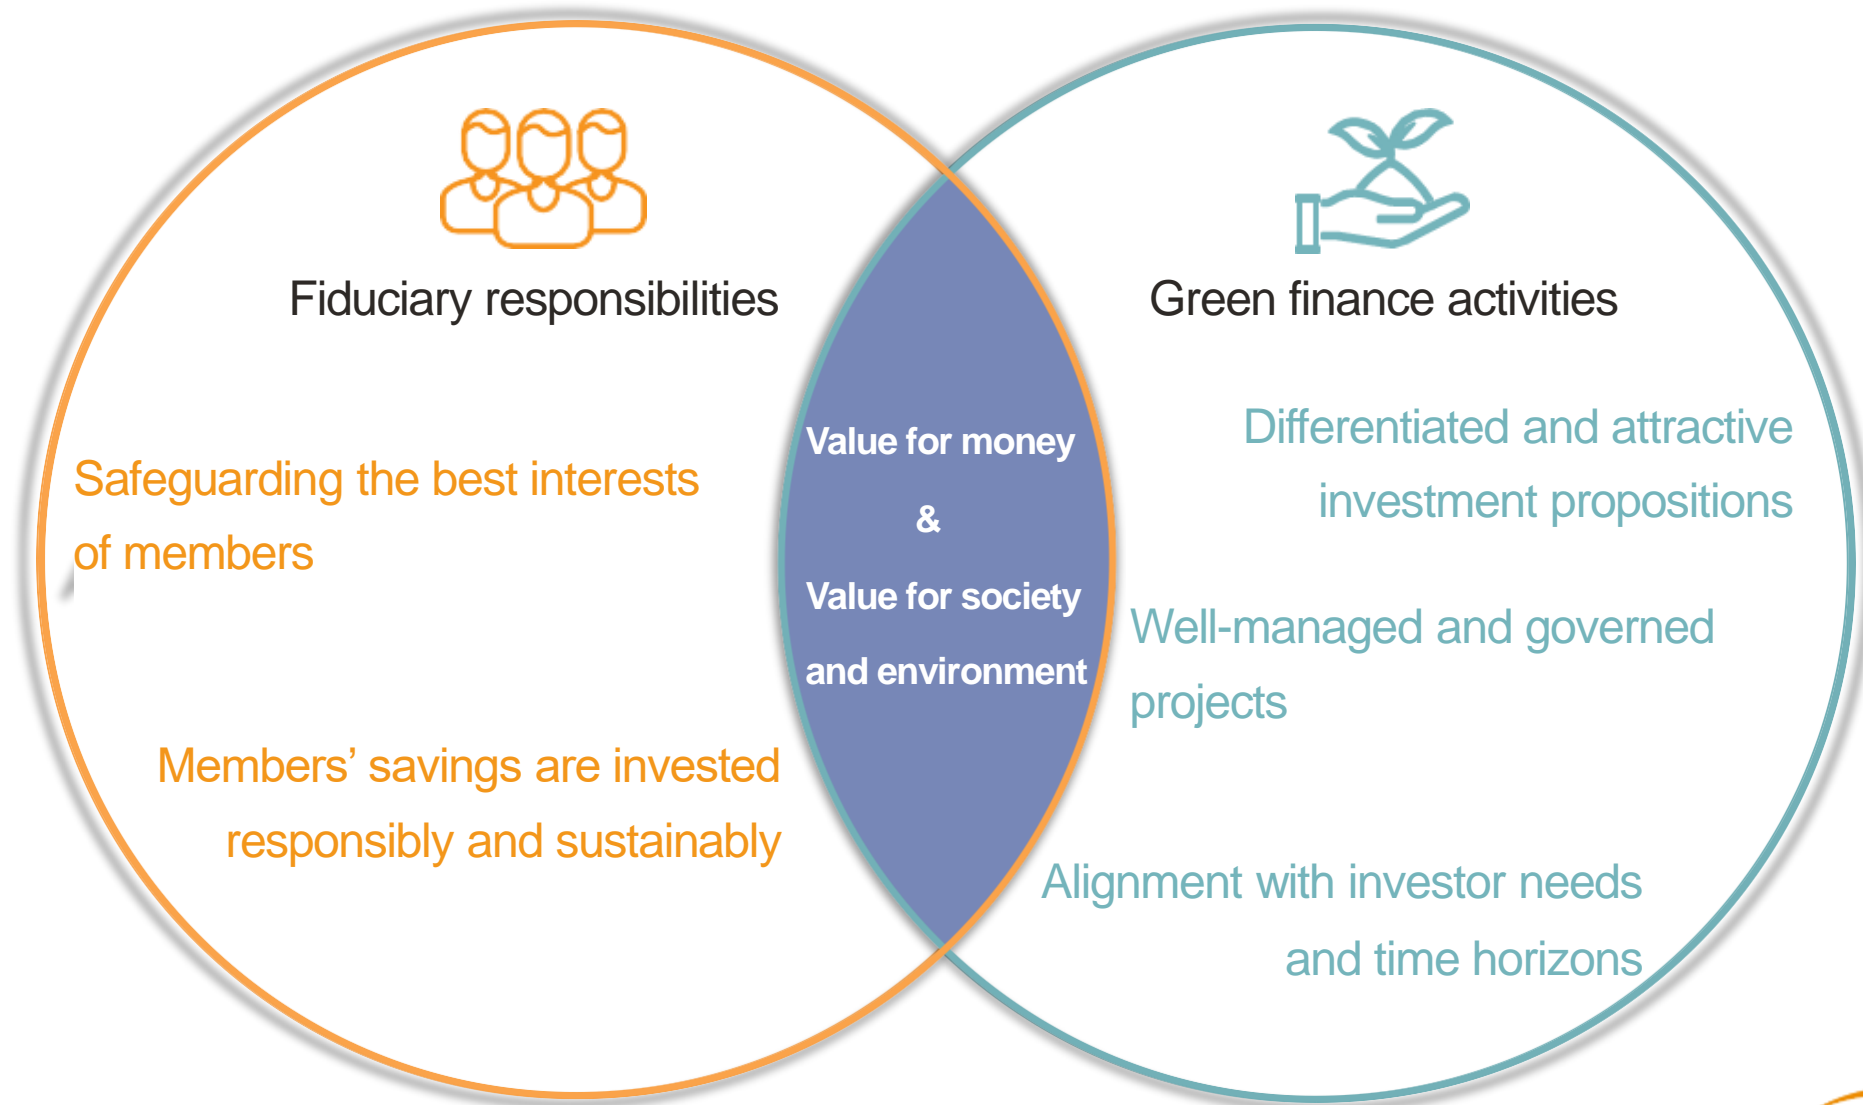 Fiduciary responsibilities
Safeguarding the best interests
of members
Members’ savings are invested
responsibly and sustainably
Value for money
&
Value for society
and environment
Green finance activities
Differentiated and attractive
investment propositions
Well-managed and governed
projects
Alignment with investor needs
and time horizons